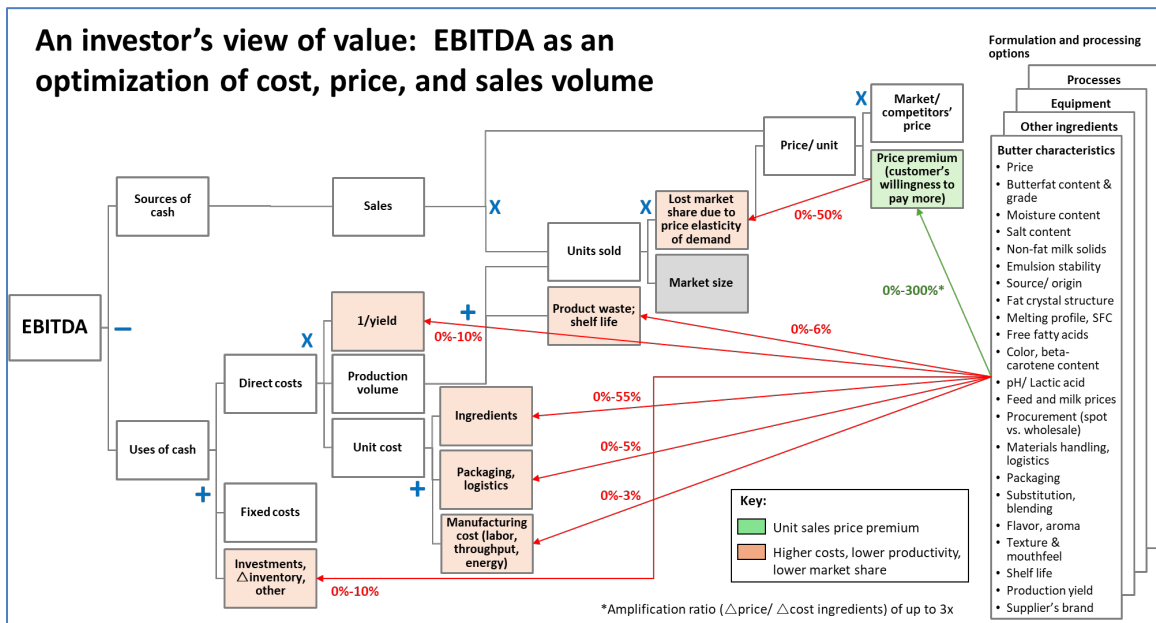 An investor’s view of value:  EBITDA as an
optimization of cost, price, and sales volume
Formulation and processing
options
Processes
Equipment
Other ingredients
Butter characteristics
• Price
• Butterfat content &
grade
• Moisture content
• Salt content
• Non-fat milk solids
• Emulsion stability
• Source/ origin
• Fat crystal structure
• Melting profile, SFC
• Free fatty acids
• Color, beta-
carotene content
• pH/ Lactic acid
• Feed and milk prices
• Procurement (spot
vs. wholesale)
• Materials handling,
logistics
• Packaging
• Substitution,
blending
• Flavor, aroma
• Texture &
mouthfeel
• Shelf life
• Production yield
• Supplier’s brand
EBITDA
–
Sources of
cash
Sales
X
Price/ unit
X
Market/
competitors’
price
Price premium
(customer’s
willingness to
pay more)
0%-50%
0%-300%*
Units sold
X
Lost market
share due to
price elasticity
of demand
Market size
+
Product waste;
shelf life
0%-6%
Uses of cash
+
Direct costs
X
1/yield
0%-10%
Production
volume
Unit cost
+
Ingredients
0%-55%
Packaging,
logistics
0%-5%
Manufacturing
cost (labor,
throughput,
energy)
0%-3%
Fixed costs
Investments,
△inventory,
other
0%-10%
Key:
Unit sales price premium
Higher costs, lower productivity,
lower market share
*Amplification ratio (△price/ △cost ingredients) of up to 3x